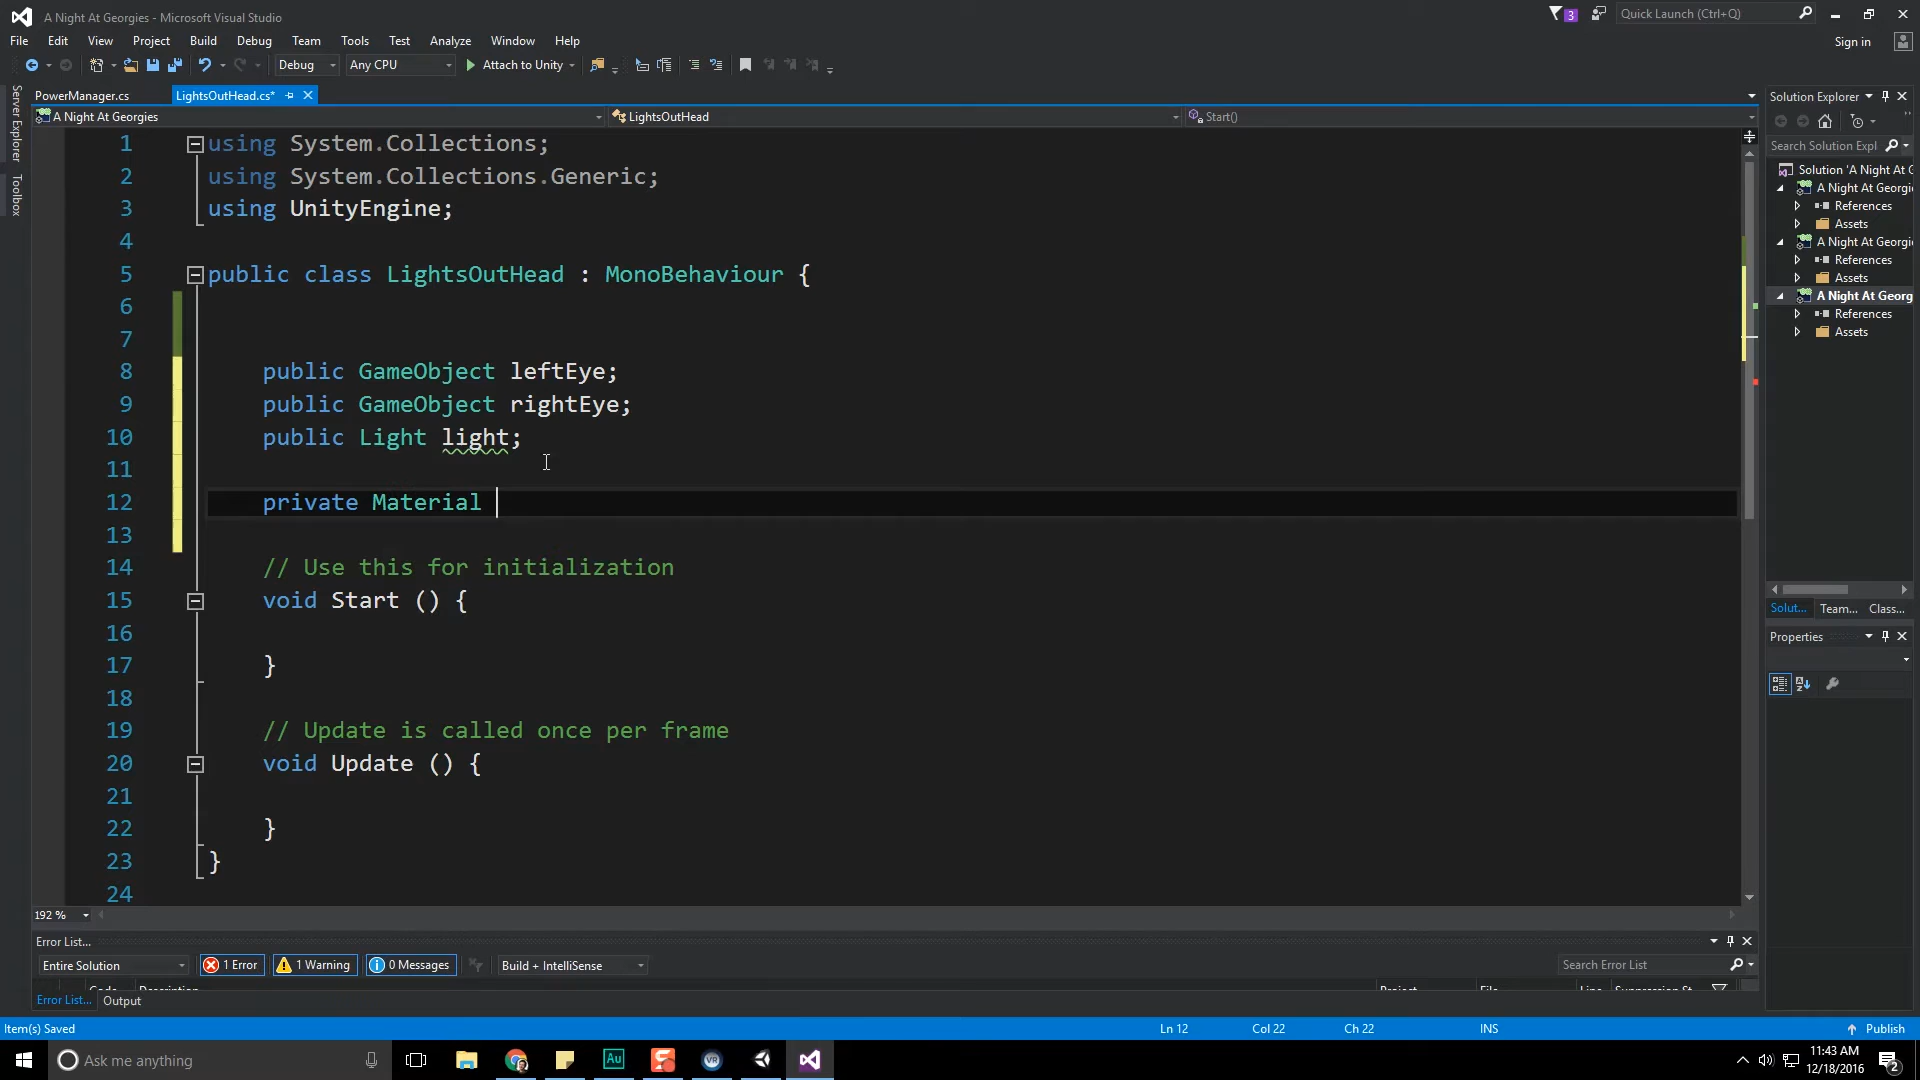 A Night At Georgies - Microsoft Visual Studio
3
Quick Launch (Ctrl+Q)
File Edit View Project Build Debug Team Tools Test Analyze Window Help
Sign in
Debug Any CPU Attach to Unity
Server Explorer
Toolbox
PowerManager.cs LightsOutHead.cs*
A Night At Georgies LightsOutHead Start()
1 using System.Collections;
2 using System.Collections.Generic;
3 using UnityEngine;
4
5 public class LightsOutHead : MonoBehaviour {
6
7
8 public GameObject leftEye;
9 public GameObject rightEye;
10 public Light light;
11
12 private Material
13
14 // Use this for initialization
15 void Start () {
16
17 }
18
19 // Update is called once per frame
20 void Update () {
21
22 }
23 }
24
192 %
Solution Explorer
Search Solution Expl
Solution 'A Night At G
A Night At Georgi
References
Assets
A Night At Georgi
References
Assets
A Night At Georg
References
Assets
Solut... Team... Class...
Properties
Error List...
Entire Solution 1 Error 1 Warning 0 Messages Build + IntelliSense Search Error List
Code Description Project File Line Suppression St
Error List... Output
Item(s) Saved Ln 12 Col 22 Ch 22 INS Publish
Ask me anything
Au
VR
11:43 AM
12/18/2016
2